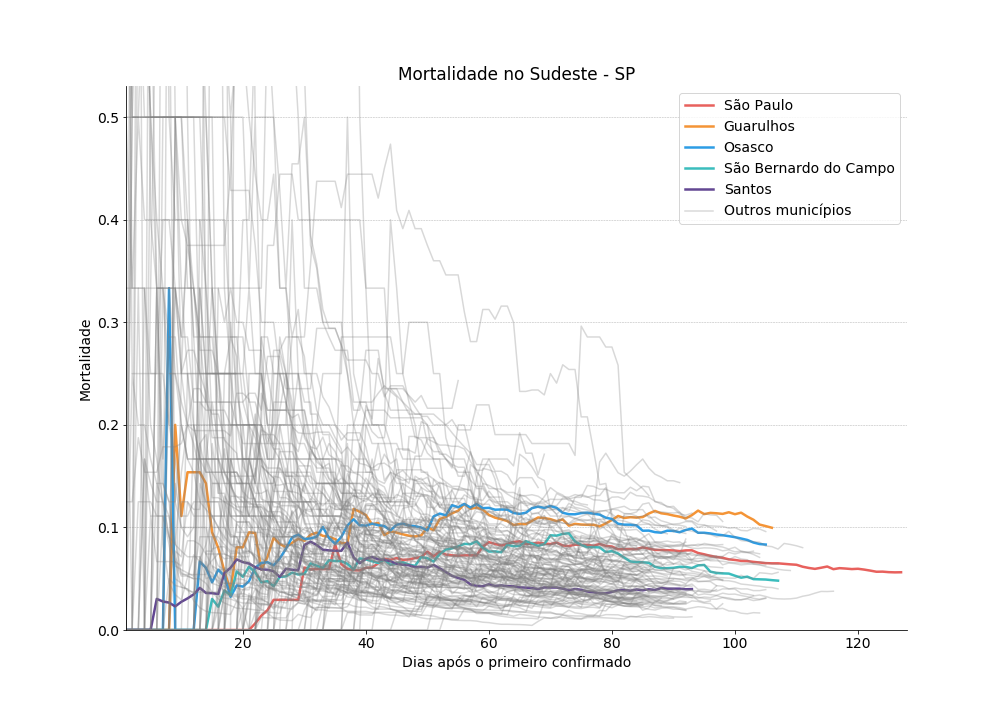 Mortalidade no Sudeste - SP
São Paulo
Guarulhos
Osasco
São Bernardo do Campo
Santos
Outros municípios
0.5
0.4
0.3
0.2
0.1
0.0
Mortalidade
20 40 60 80 100 120
Dias após o primeiro confirmado